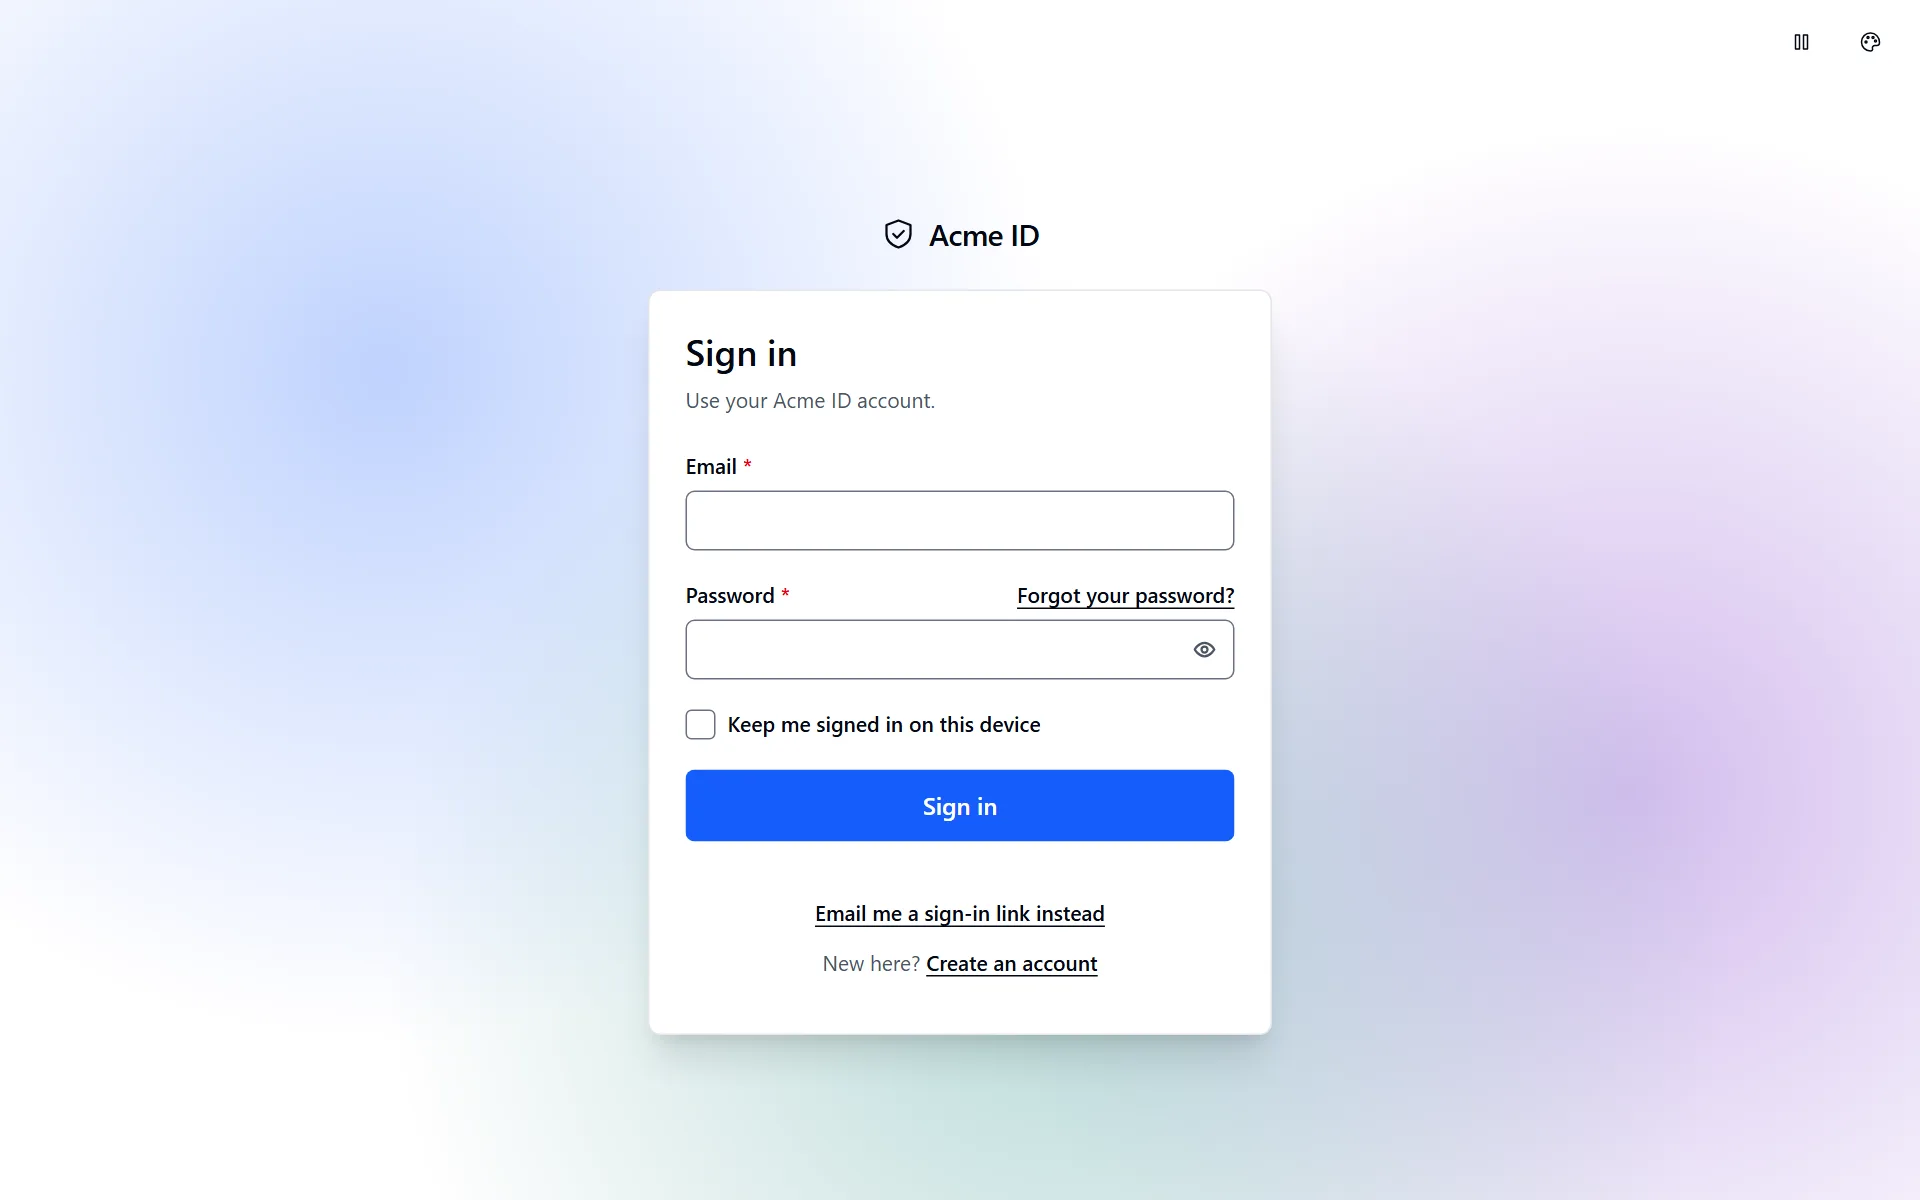 Acme ID
Sign in
Use your Acme ID account.
Email *
Password *
Forgot your password?
Keep me signed in on this device
Sign in
Email me a sign-in link instead
New here? Create an account